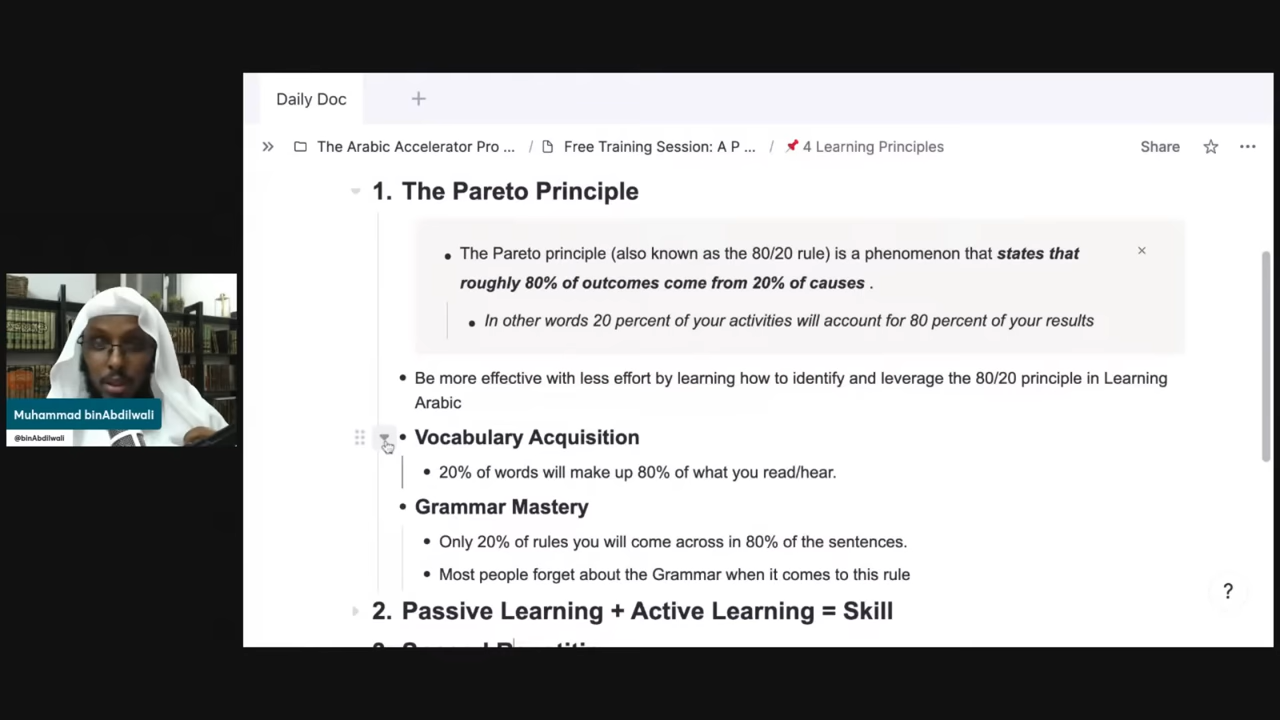 Daily Doc
The Arabic Accelerator Pro ... / Free Training Session: A P ... / 4 Learning Principles
Share
1. The Pareto Principle
The Pareto principle (also known as the 80/20 rule) is a phenomenon that states that
roughly 80% of outcomes come from 20% of causes .
In other words 20 percent of your activities will account for 80 percent of your results
Be more effective with less effort by learning how to identify and leverage the 80/20 principle in Learning
Arabic
Vocabulary Acquisition
20% of words will make up 80% of what you read/hear.
Grammar Mastery
Only 20% of rules you will come across in 80% of the sentences.
Most people forget about the Grammar when it comes to this rule
?
2. Passive Learning + Active Learning = Skill
Muhammad binAbdilwali
@binAbdilwali